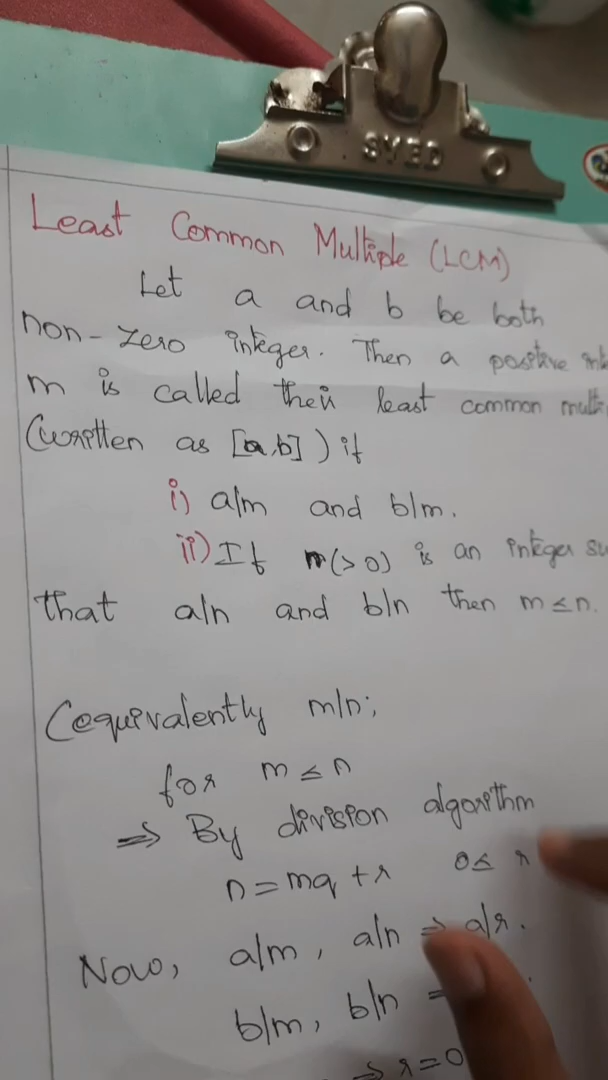 SYED
Least Common Multiple (LCM)
Let a and b be both
non-zero integer. Then a positive
m is called their least common
(written as [a,b]) if
i) a/m and b/m.
ii) If n(>0) is an integer
that a/n and b/n then m≤n.
(equivalently m/n;
for m≤n
⇒ By division algorithm
n=mq+r 0≤ r
Now, a/m, a/n ⇒ a/r.
b/m, b/n =
⇒ r=0